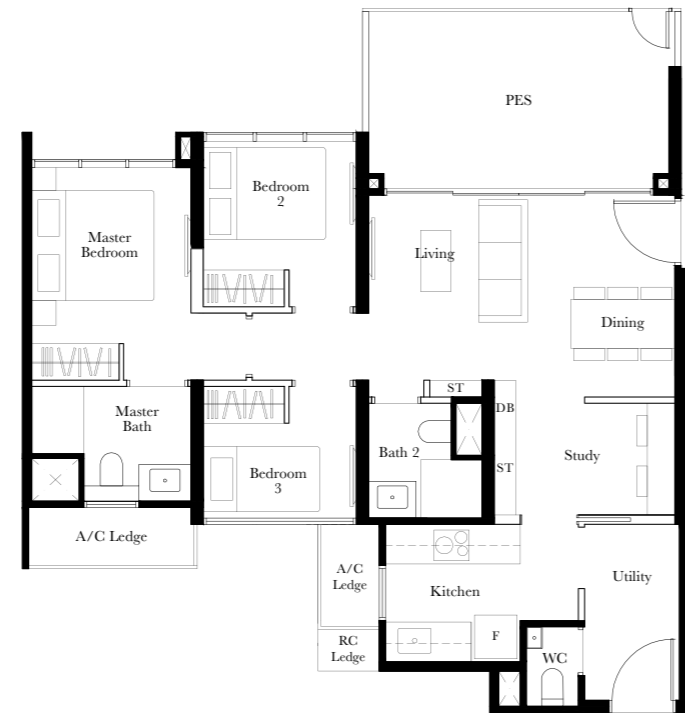 PES
Bedroom
2
Master
Bedroom
Living
Dining
ST
DB
Master
Bath
Bath 2
ST
Study
Bedroom
3
A/C Ledge
A/C
Ledge
Kitchen
Utility
F
RC
Ledge
WC